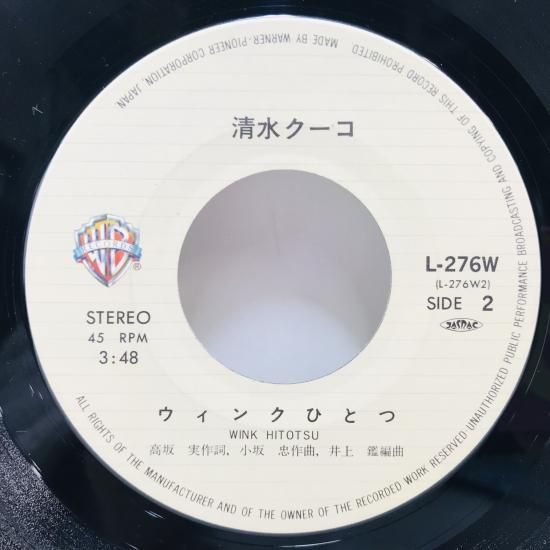 MADE BY WARNER-PIONEER CORPORATION, JAPAN
清水クーコ
WB
RECORDS
®
L-276W
(L-276W2)
SIDE 2
JASRAC
STEREO
45 RPM
3:48
ウィンクひとつ
WINK HITOTSU
高坂 実作詞, 小坂 忠作曲, 井上 鑑編曲
ALL RIGHTS OF THE MANUFACTURER AND OF THE OWNER OF THE RECORDED WORK RESERVED UNAUTHORIZED PUBLIC PERFORMANCE BROADCASTING AND COPYING OF THIS RECORD PROHIBITED.